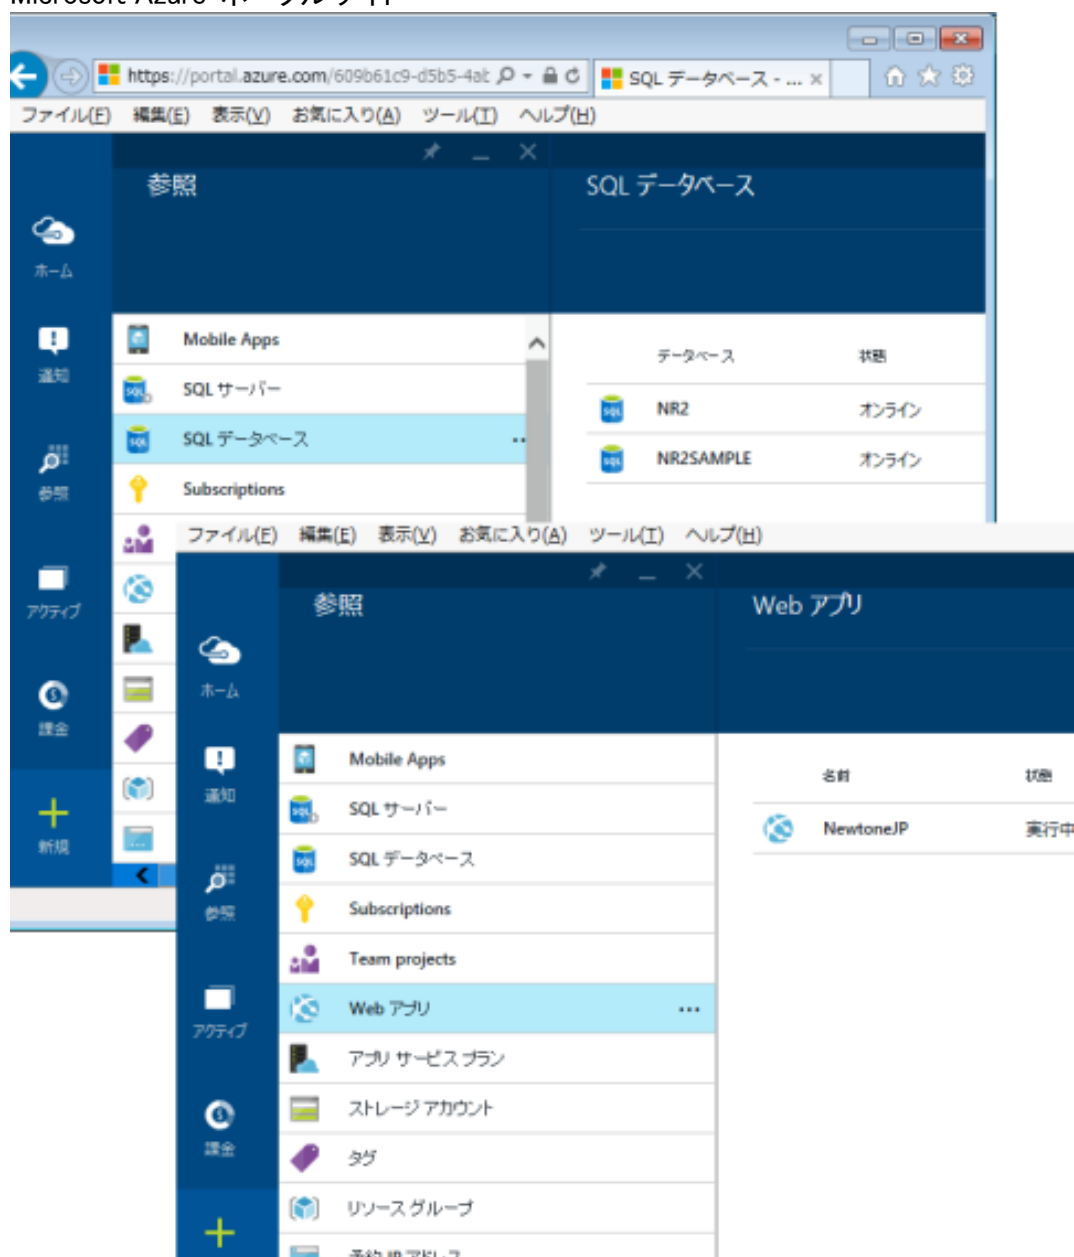 https://portal.azure.com/609b61c9-d5b5-4ab
SQL データベース - ...
ファイル(F) 編集(E) 表示(V) お気に入り(A) ツール(T) ヘルプ(H)
参照
SQL データベース
ホーム
通知
参照
アクティブ
課金
新規
Mobile Apps
SQL サーバー
SQL データベース
Subscriptions
データベース 状態
NR2 オンライン
NR2SAMPLE オンライン
ファイル(F) 編集(E) 表示(V) お気に入り(A) ツール(T) ヘルプ(H)
参照
Web アプリ
ホーム
通知
参照
アクティブ
課金
Mobile Apps
SQL サーバー
SQL データベース
Subscriptions
Team projects
Web アプリ
アプリ サービス プラン
ストレージ アカウント
タグ
リソース グループ
名前 状態
NewtoneJP 実行中